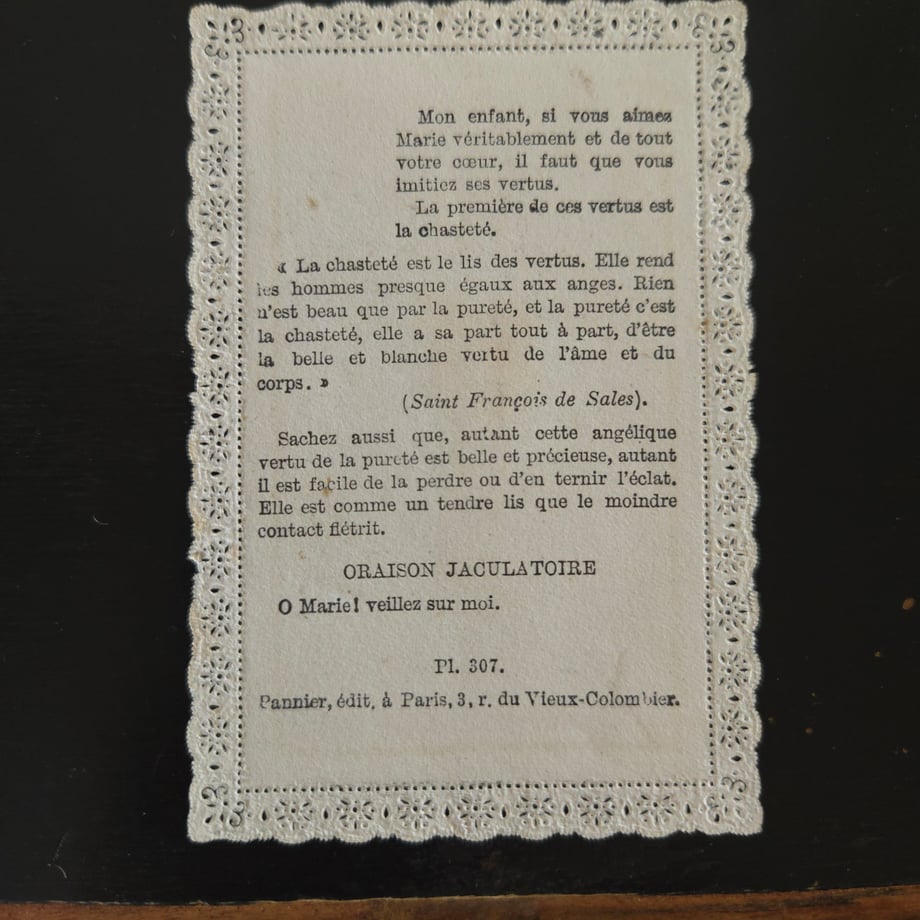 Mon enfant, si vous aimez
Marie véritablement et de tout
votre cœur, il faut que vous
imitiez ses vertus.
La première de ces vertus est
la chasteté.
« La chasteté est le lis des vertus. Elle rend
les hommes presque égaux aux anges. Rien
n'est beau que par la pureté, et la pureté c'est
la chasteté, elle a sa part tout à part, d'être
la belle et blanche vertu de l'âme et du
corps. »
(Saint François de Sales).
Sachez aussi que, autant cette angélique
vertu de la pureté est belle et précieuse, autant
il est facile de la perdre ou d'en ternir l'éclat.
Elle est comme un tendre lis que le moindre
contact flétrit.
ORAISON JACULATOIRE
O Marie! veillez sur moi.
Pl. 307.
Pannier, édit. à Paris, 3, r. du Vieux-Colombier.